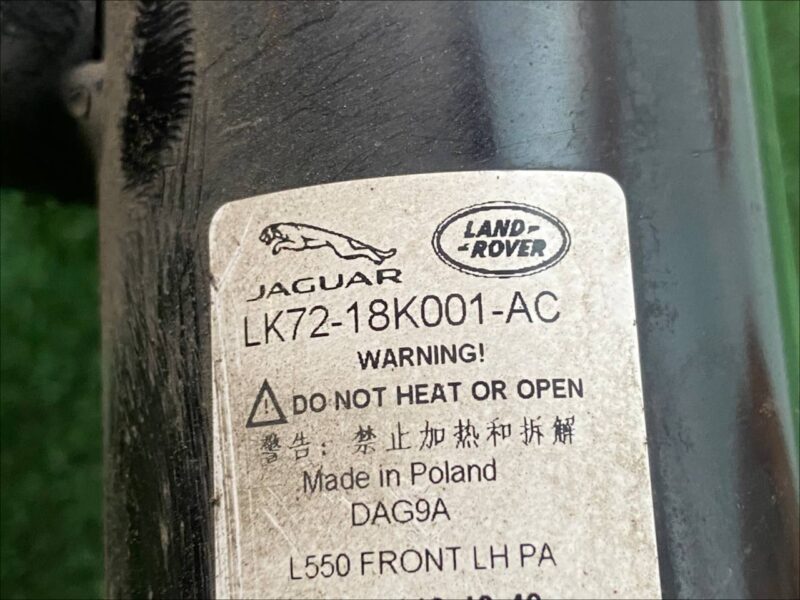 JAGUAR
LAND-
-ROVER
LK72-18K001-AC
WARNING!
DO NOT HEAT OR OPEN
警告: 禁止加热和拆解
Made in Poland
DAG9A
L550 FRONT LH PA